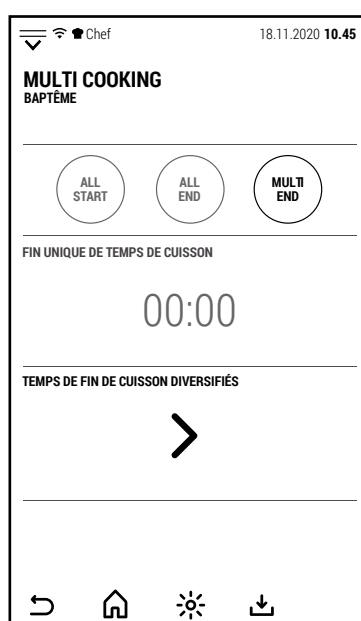 Chef 18.11.2020 10.45
MULTI COOKING
BAPTÊME
ALL START
ALL END
MULTI END
FIN UNIQUE DE TEMPS DE CUISSON
00:00
TEMPS DE FIN DE CUISSON DIVERSIFIÉS